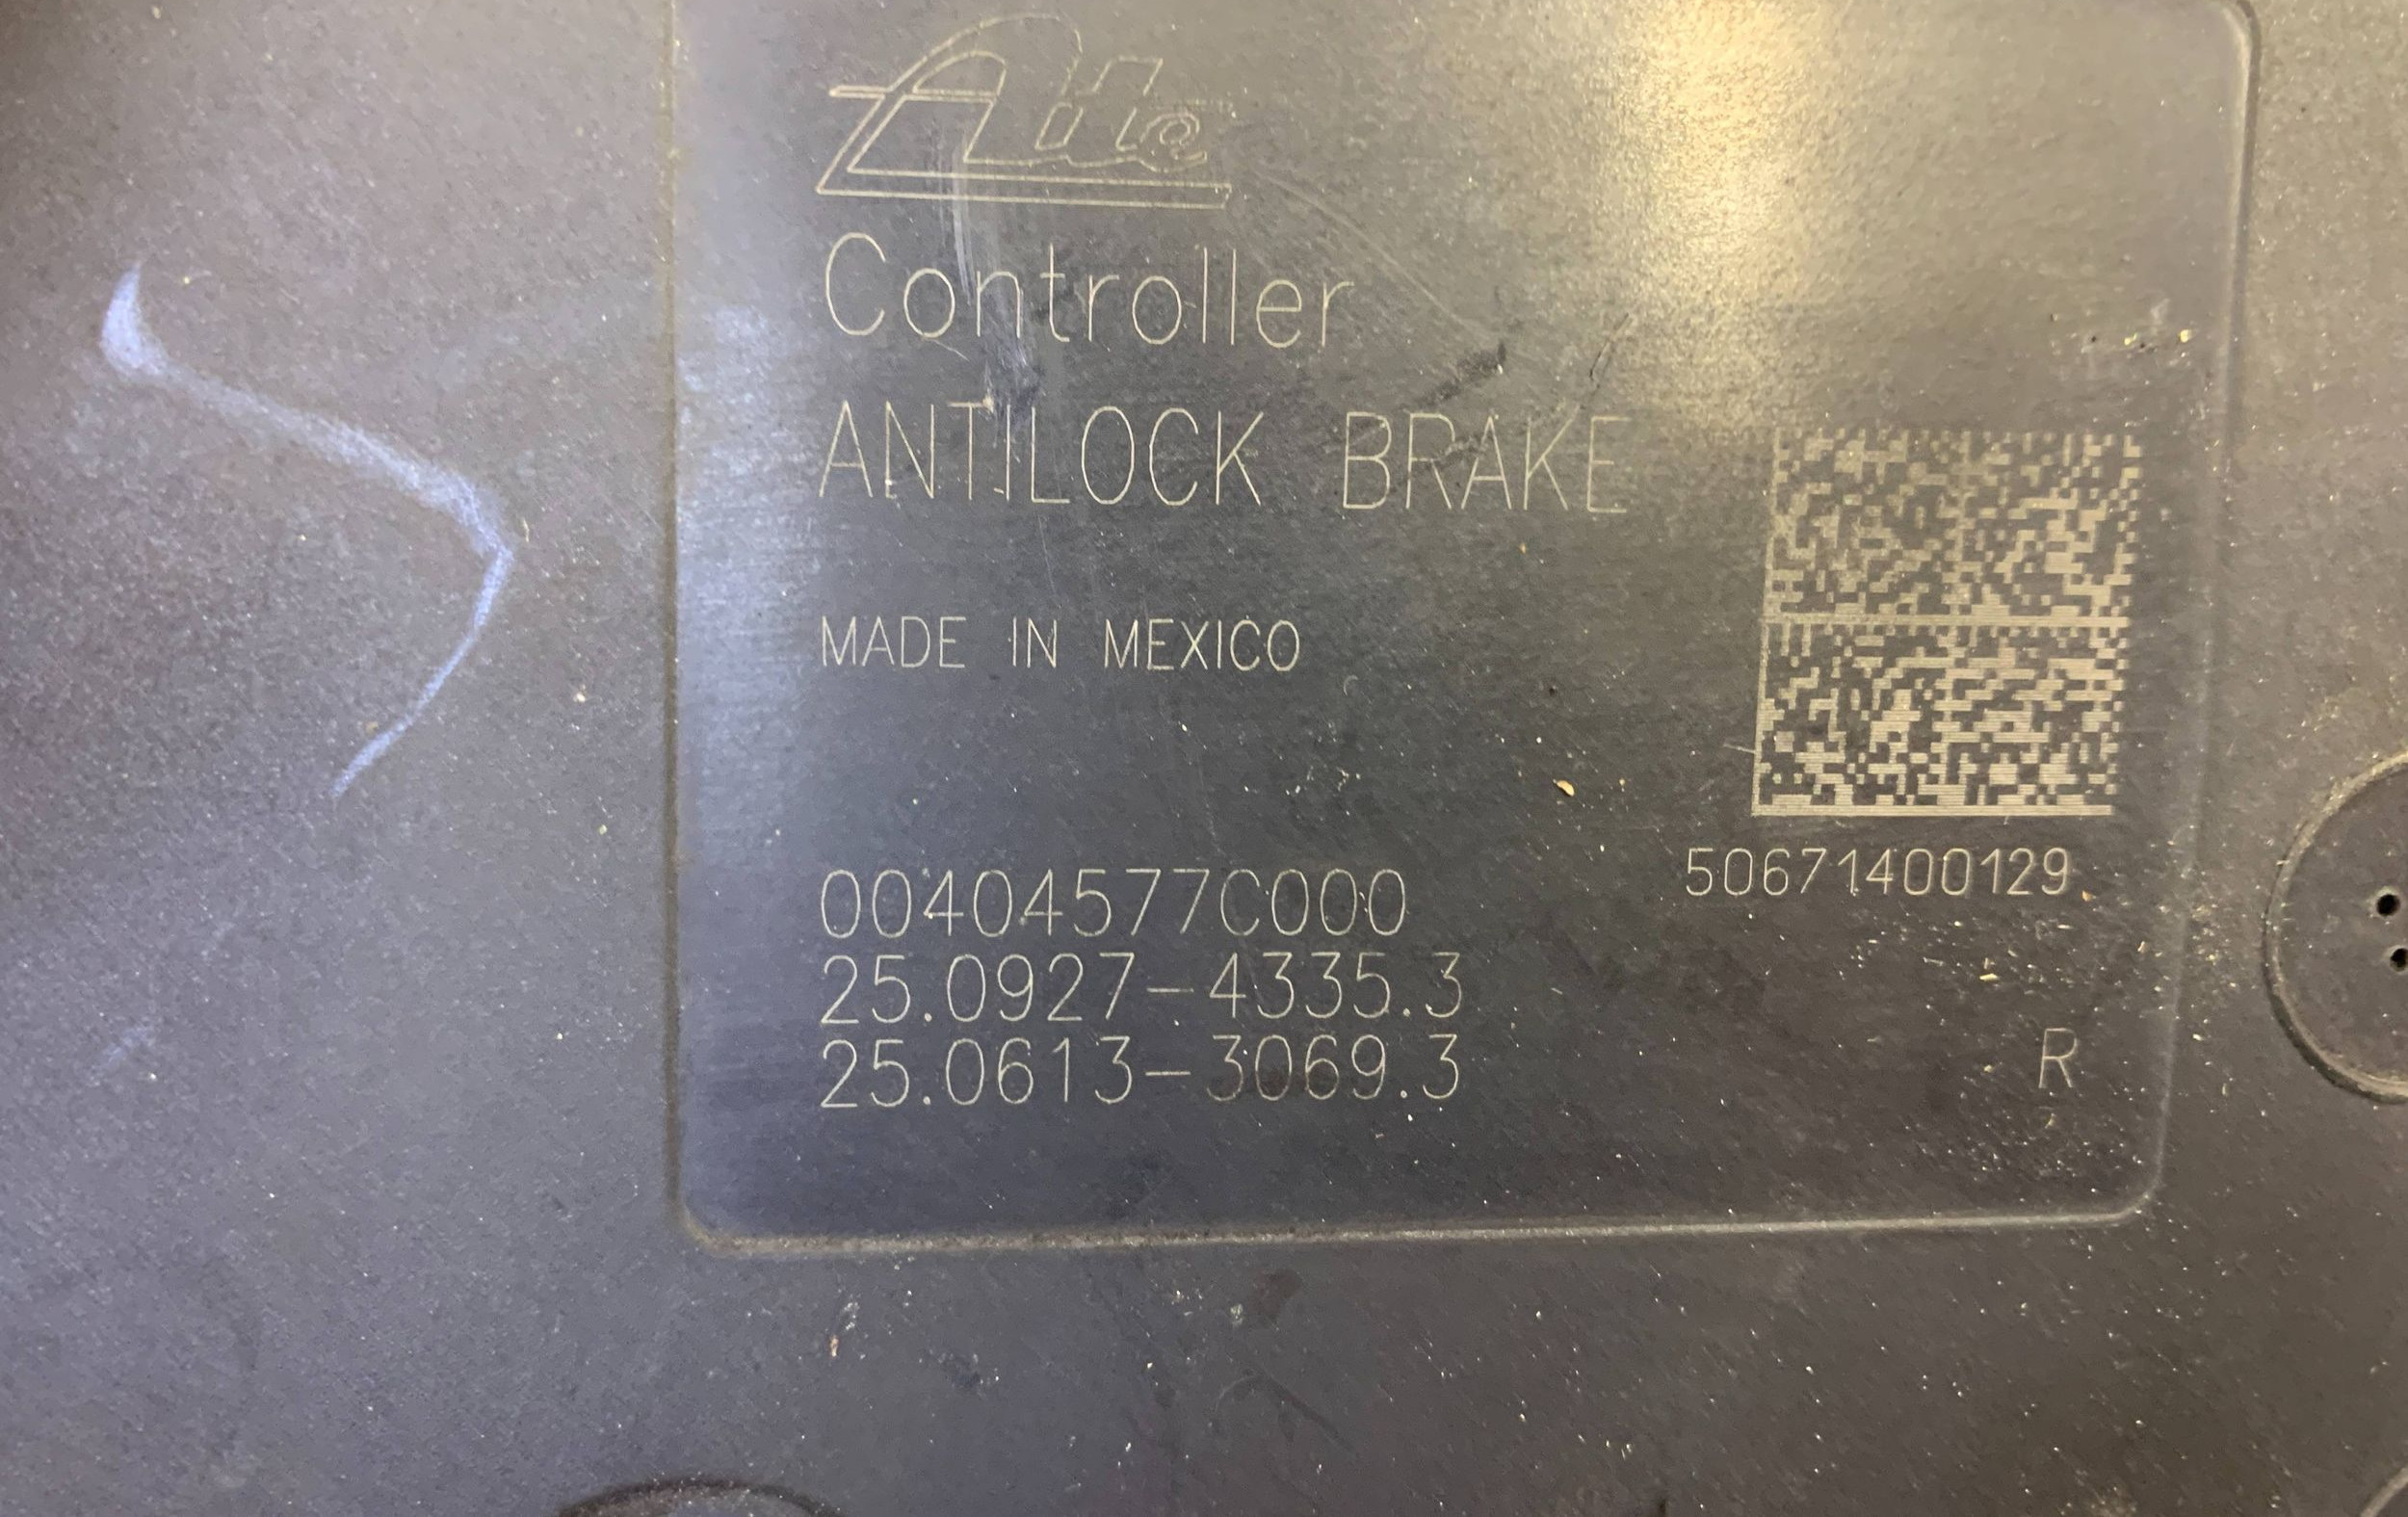 Ate
Controller
ANTILOCK BRAKE
MADE IN MEXICO
50671400129
00404577C000
25.0927-4335.3
25.0613-3069.3
R